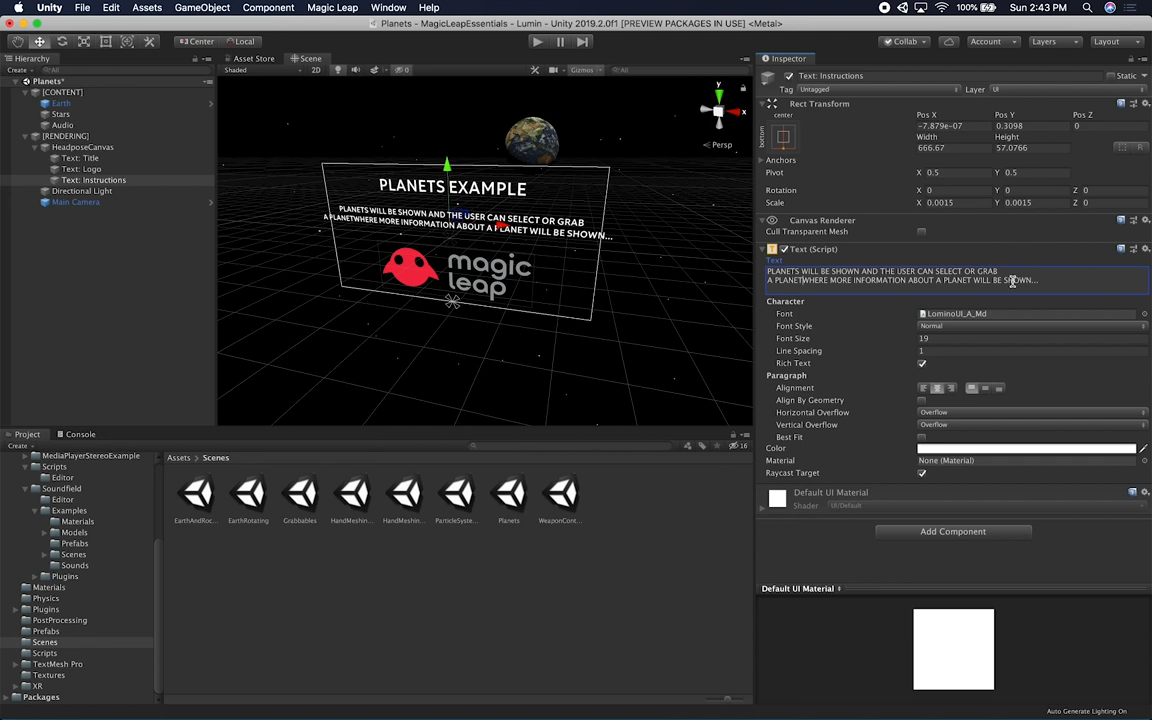 Unity File Edit Assets GameObject Component Magic Leap Window Help 100% Sun 2:43 PM
Planets - MagicLeapEssentials - Lumin - Unity 2019.2.0f1 [PREVIEW PACKAGES IN USE] <Metal>
Center Local Collab Account Layers Layout
Hierarchy Asset Store Scene Inspector
Create All Shaded 2D 0 Gizmos All
Text: Instructions Static
Tag Untagged Layer UI
Planets*
[CONTENT]
Earth
Stars
Audio
[RENDERING]
HeadposeCanvas
Text: Title
Text: Logo
Text: Instructions
Directional Light
Main Camera
y
x
Persp
PLANETS EXAMPLE
PLANETS WILL BE SHOWN AND THE USER CAN SELECT OR GRAB
A PLANETWHERE MORE INFORMATION ABOUT A PLANET WILL BE SHOWN...
magic
leap
Rect Transform
center
bottom
Pos X Pos Y Pos Z
-7.879e-07 0.3098 0
Width Height
666.67 57.0766
R
Anchors
Pivot X 0.5 Y 0.5
Rotation X 0 Y 0 Z 0
Scale X 0.0015 Y 0.0015 Z 0
Canvas Renderer
Cull Transparent Mesh
Text (Script)
Text
PLANETS WILL BE SHOWN AND THE USER CAN SELECT OR GRAB
A PLANETWHERE MORE INFORMATION ABOUT A PLANET WILL BE SHOWN...
Character
Font LominoUI_A_Md
Font Style Normal
Font Size 19
Line Spacing 1
Rich Text
Paragraph
Alignment
Align By Geometry
Horizontal Overflow Overflow
Vertical Overflow Overflow
Best Fit
Color
Material None (Material)
Raycast Target
Default UI Material
Shader UI/Default
Add Component
Default UI Material
Project Console
Create 16
MediaPlayerStereoExample
Scripts
Editor
Soundfield
Editor
Examples
Materials
Models
Prefabs
Scenes
Sounds
Plugins
Materials
Physics
Plugins
PostProcessing
Prefabs
Scenes
Scripts
TextMesh Pro
Textures
XR
Packages
Assets > Scenes
EarthAndRoc... EarthRotating Grabbables HandMeshin... HandMeshin... ParticleSyste... Planets WeaponCont...
Auto Generate Lighting On